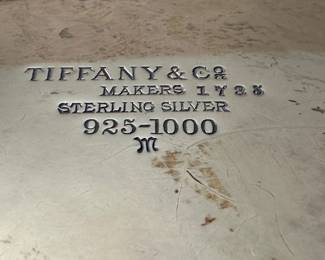 TIFFANY & Co
MAKERS 1735
STERLING SILVER
925-1000
M